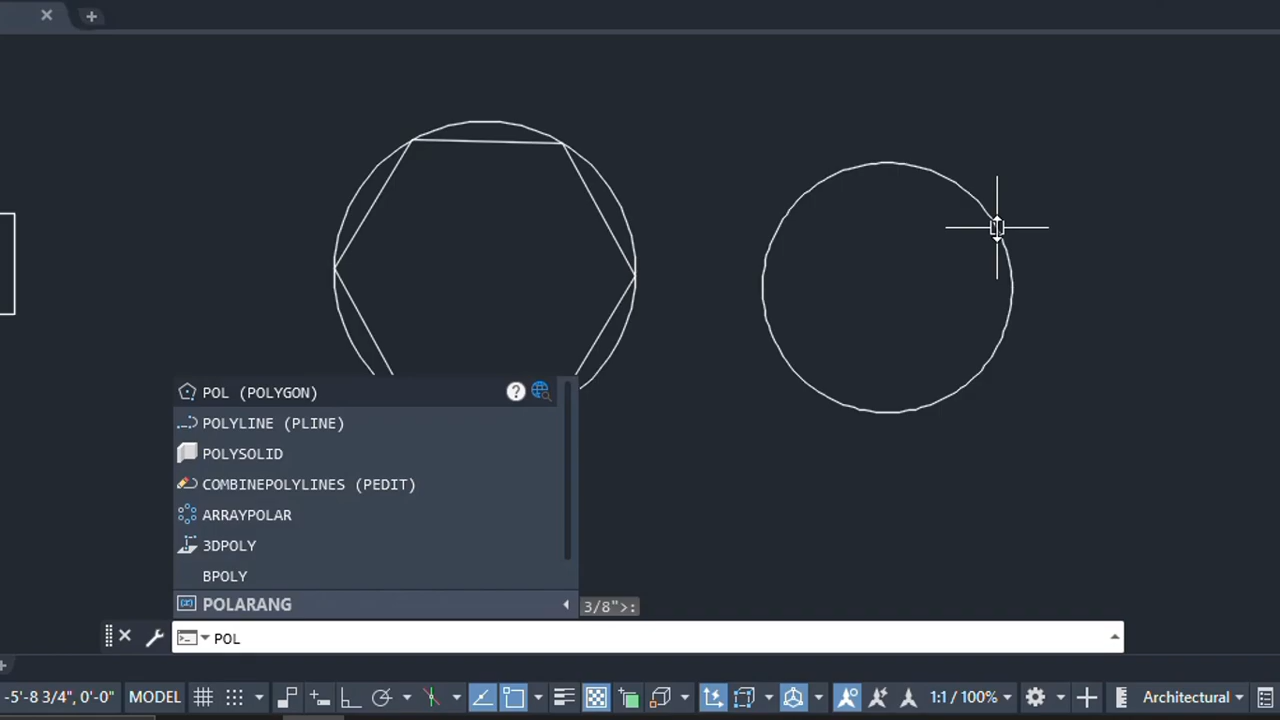 POL (POLYGON)
POLYLINE (PLINE)
POLYSOLID
COMBINEPOLYLINES (PEDIT)
ARRAYPOLAR
3DPOLY
BPOLY
POLARANG
3/8">:
POL
-5'-8 3/4", 0'-0" MODEL 1:1 / 100% Architectural